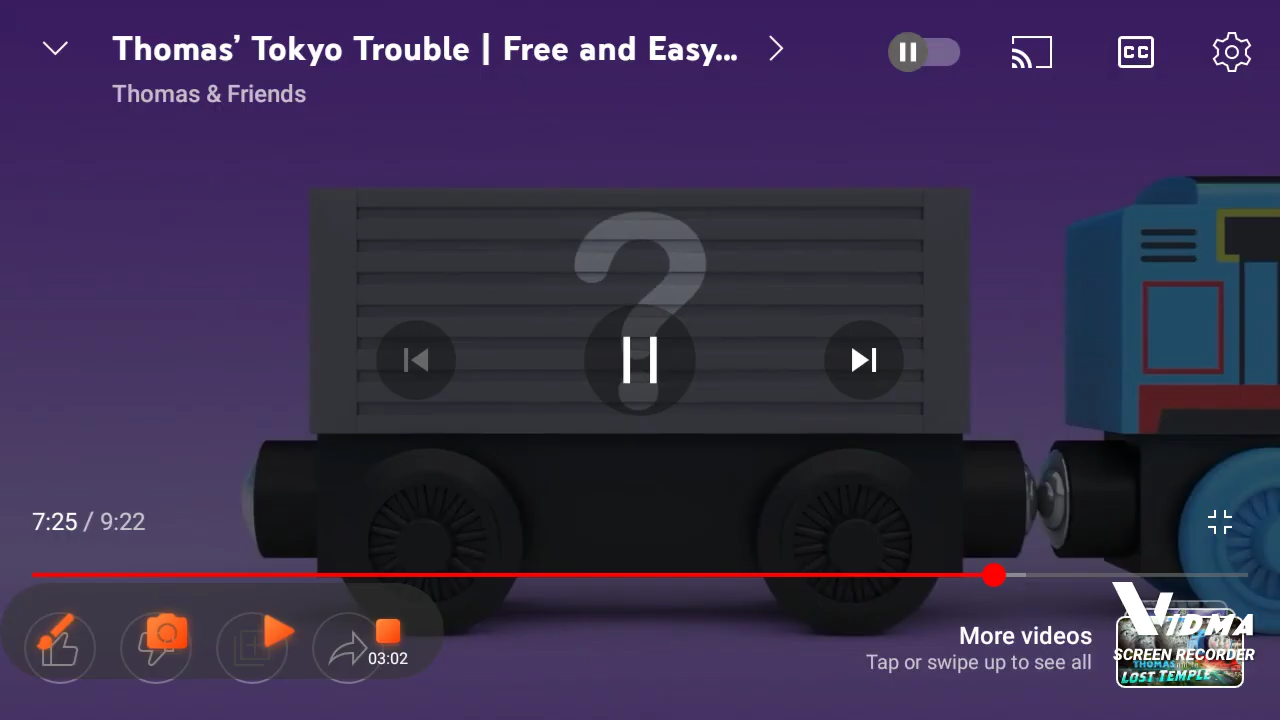 Thomas' Tokyo Trouble | Free and Easy...
Thomas & Friends
CC
?
7:25 / 9:22
03:02
More videos
Tap or swipe up to see all
VIDMA
SCREEN RECORDER
THOMAS
LOST TEMPLE